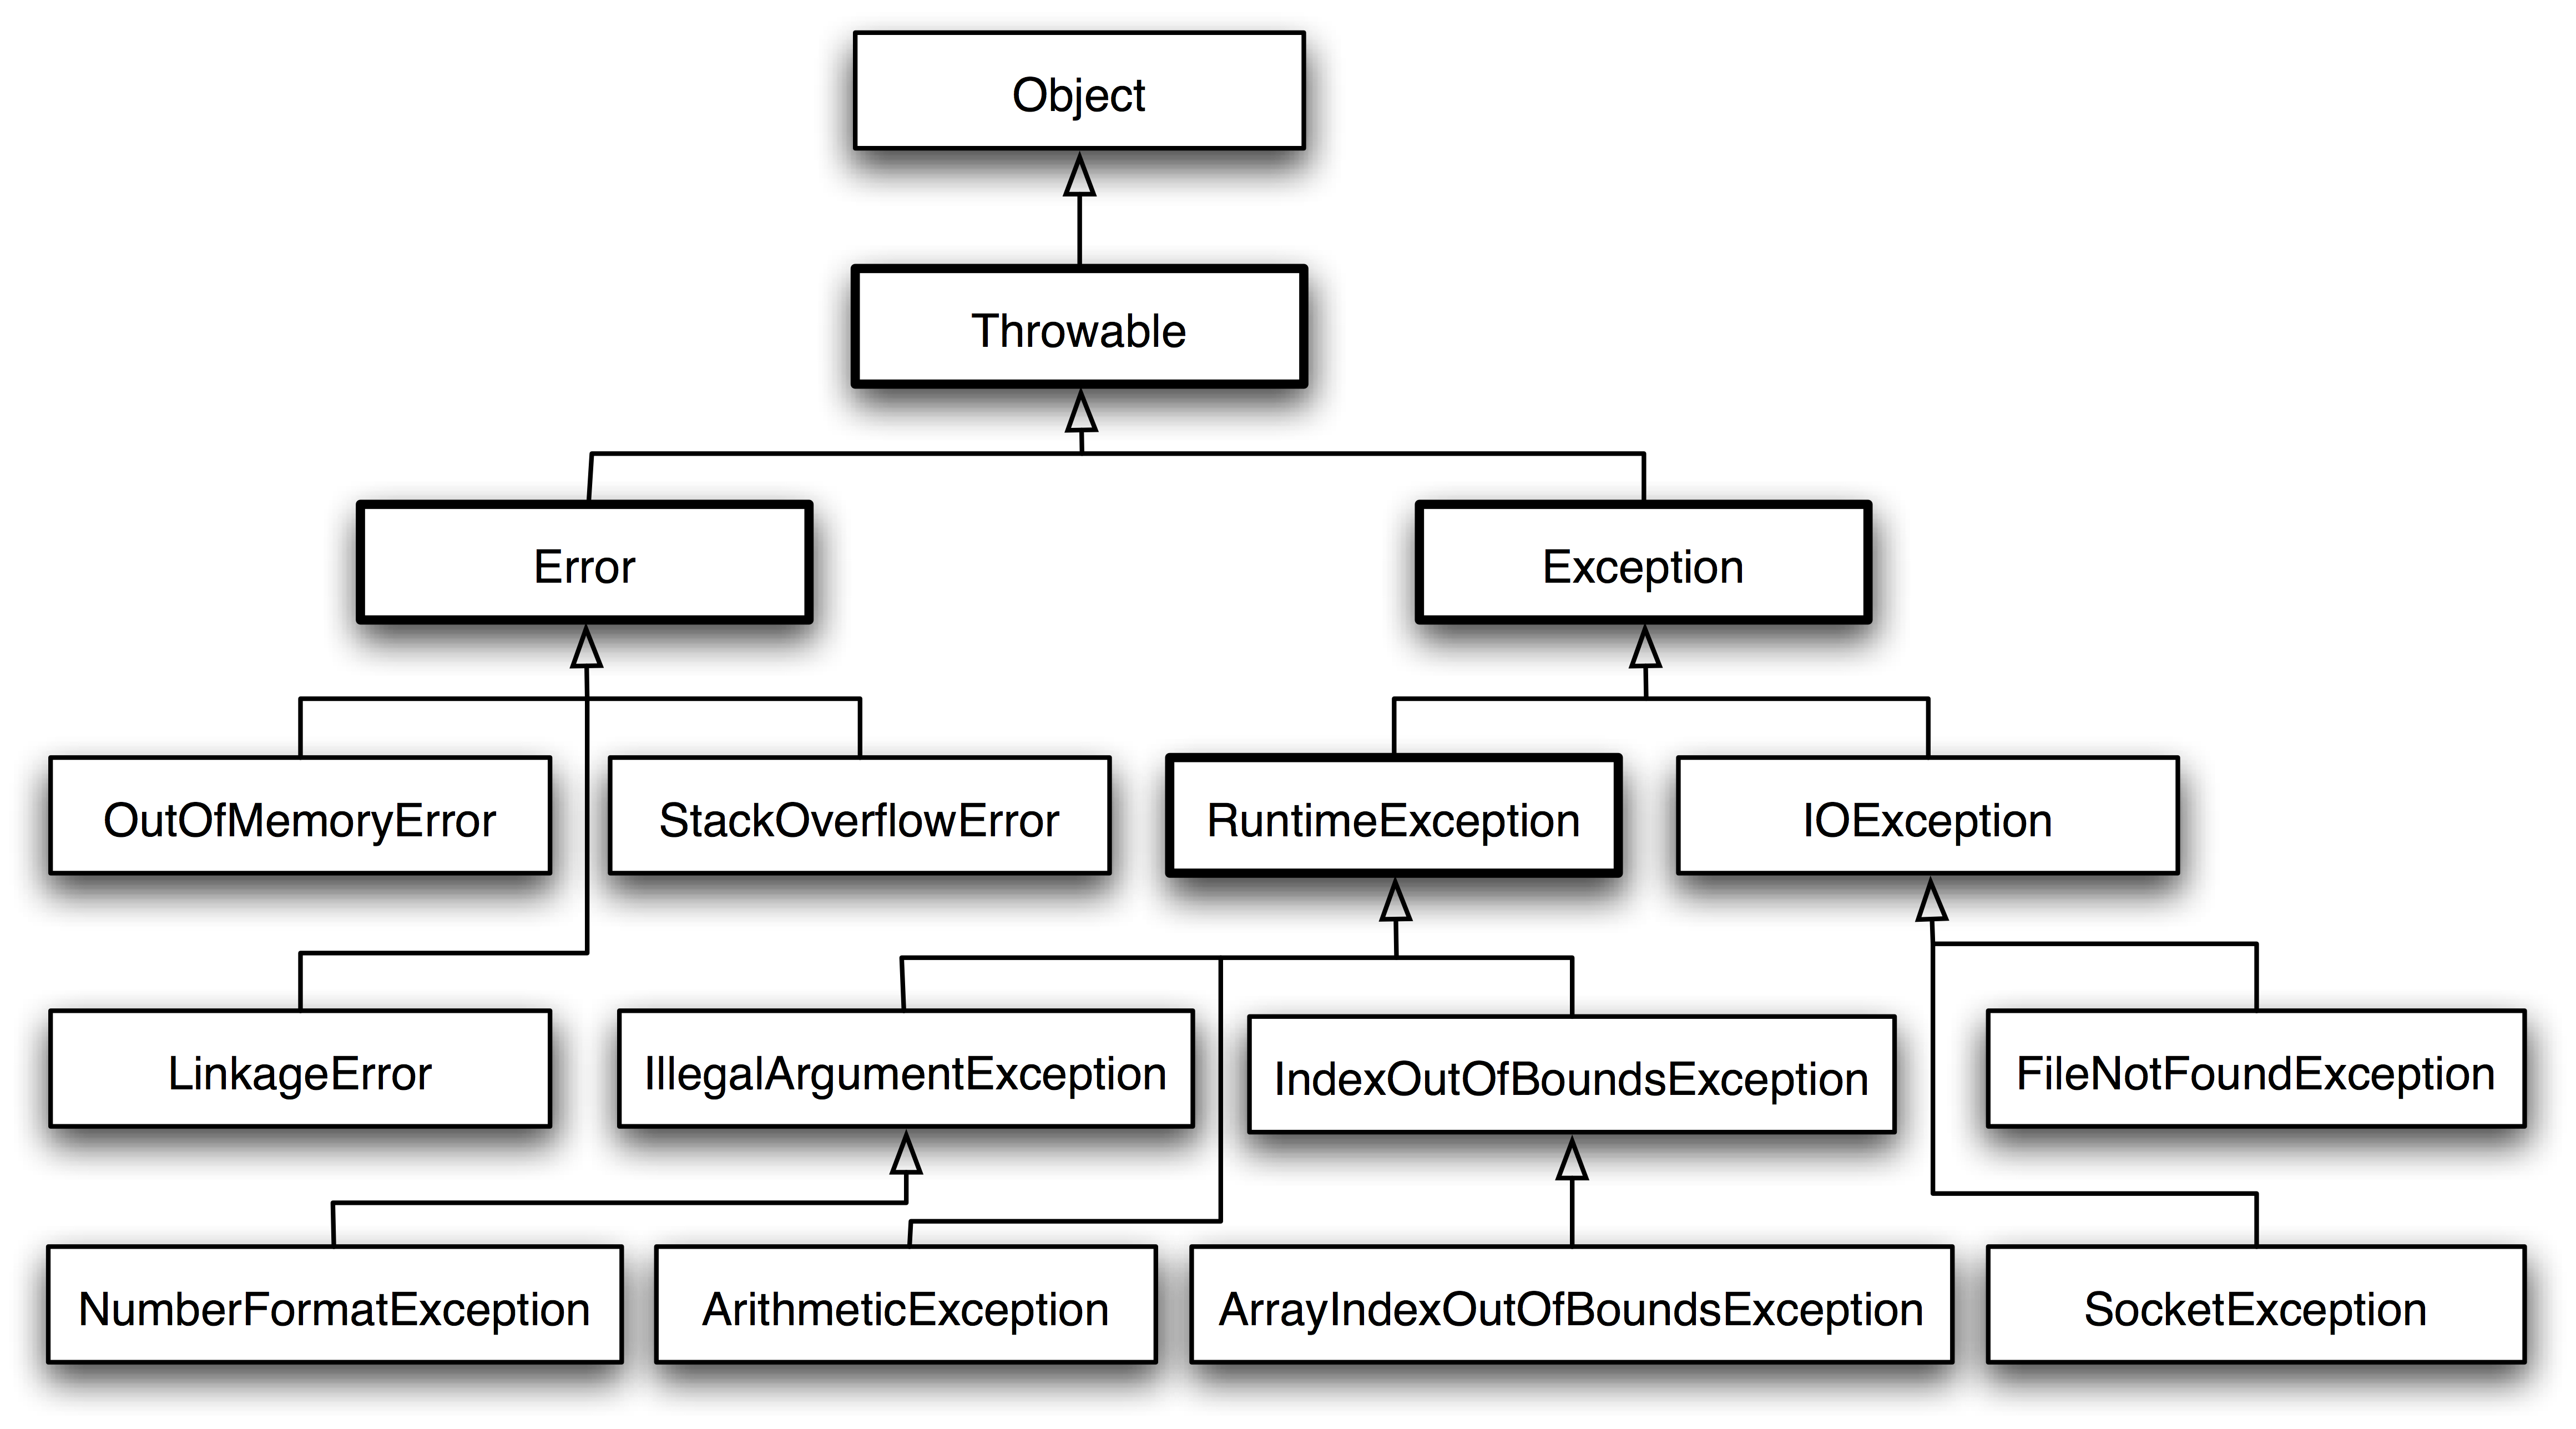 Object
Throwable
Error
Exception
OutOfMemoryError
StackOverflowError
RuntimeException
IOException
LinkageError
IllegalArgumentException
IndexOutOfBoundsException
FileNotFoundException
NumberFormatException
ArithmeticException
ArrayIndexOutOfBoundsException
SocketException